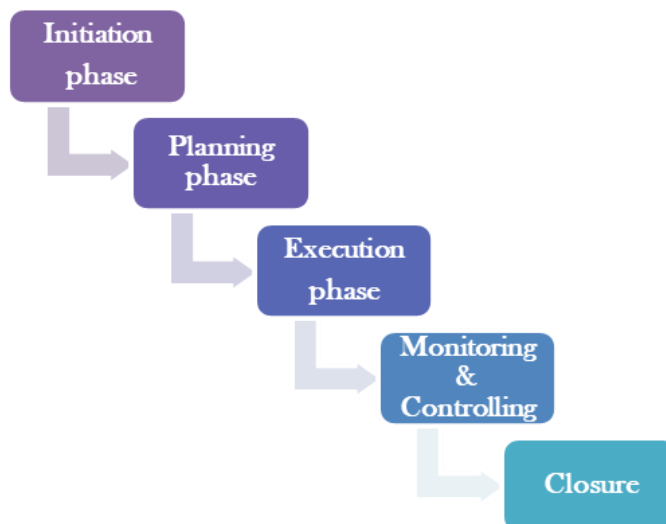 Initiation
phase
Planning
phase
Execution
phase
Monitoring
&
Controlling
Closure